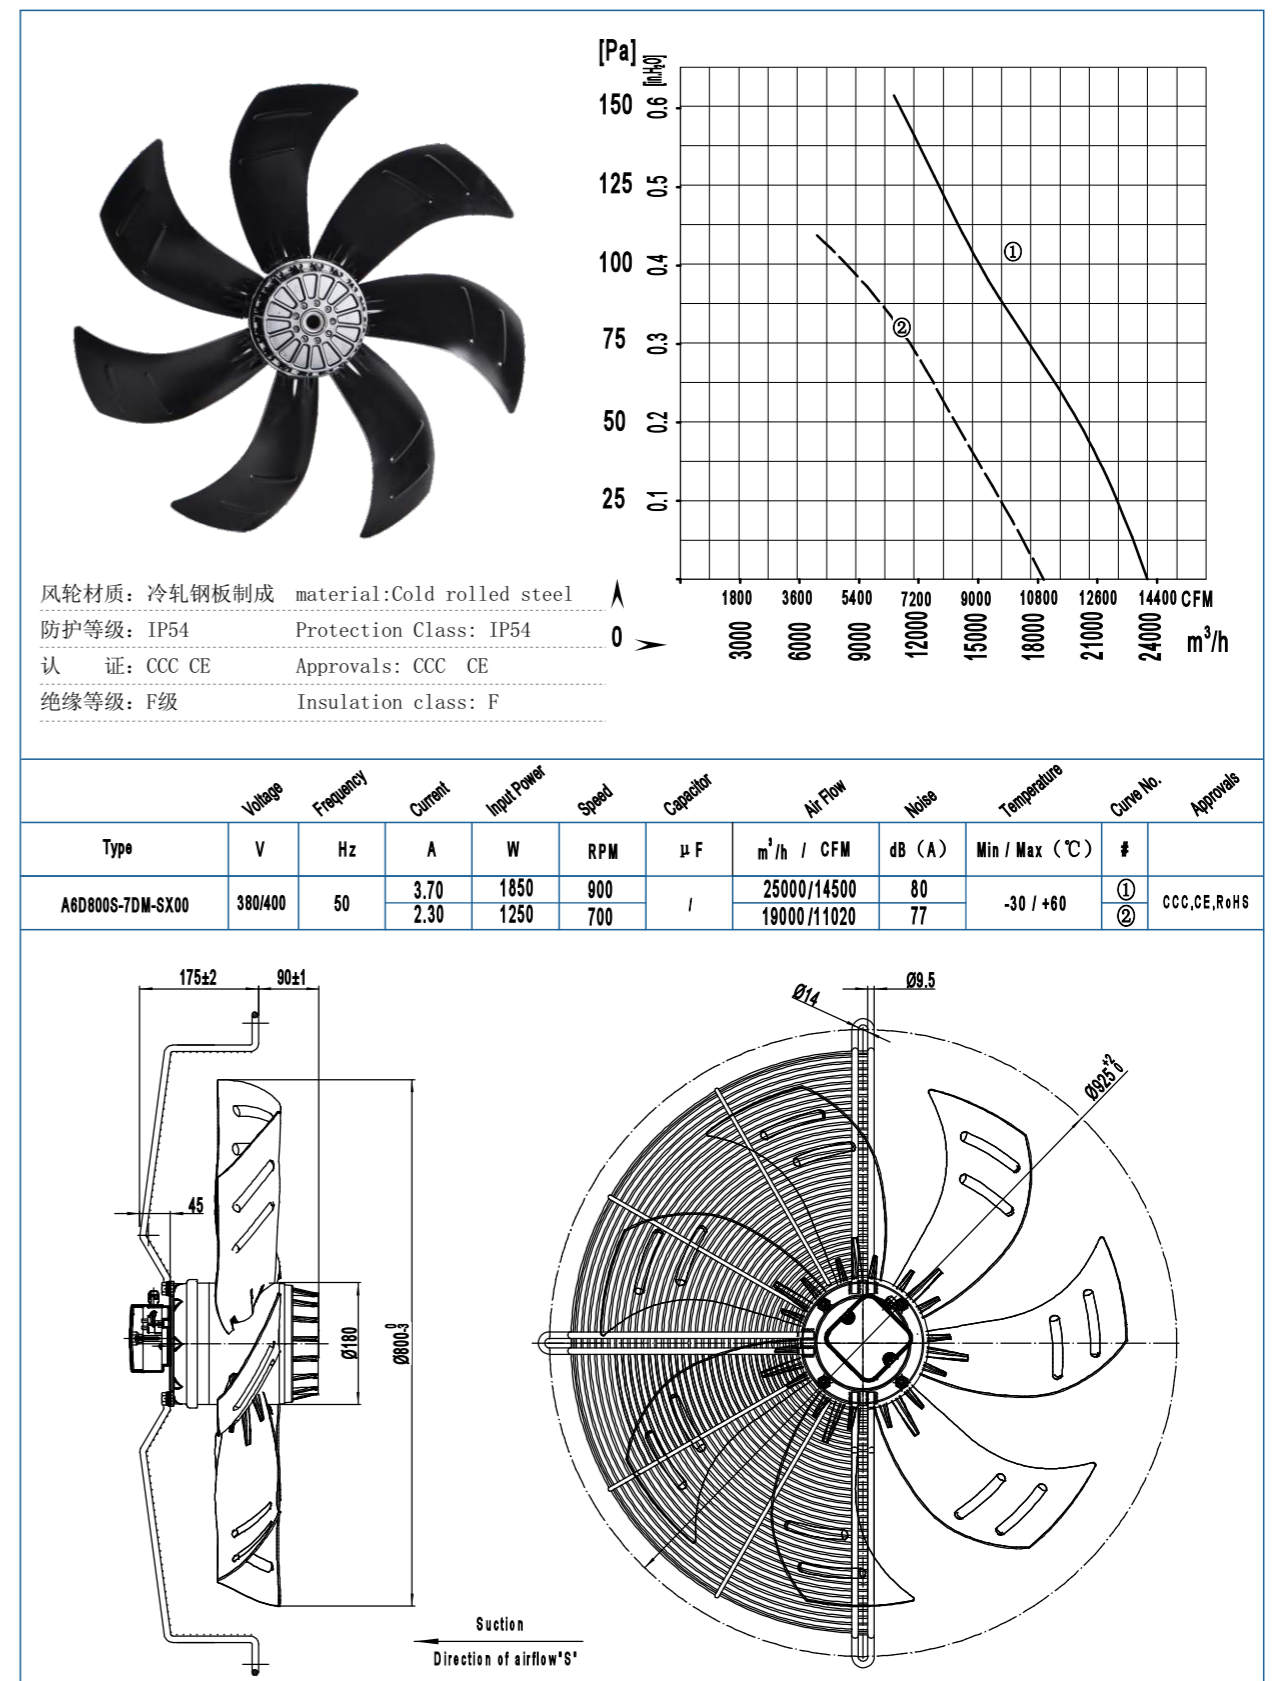 [Pa]
[in.H₂O]
150 0.6
125 0.5
100 0.4
75 0.3
50 0.2
25 0.1
①
②
1800 3600 5400 7200 9000 10800 12600 14400 CFM
0
3000 6000 9000 12000 15000 18000 21000 24000 m³/h
风轮材质：冷轧钢板制成 material:Cold rolled steel
防护等级：IP54 Protection Class: IP54
认 证：CCC CE Approvals: CCC CE
绝缘等级：F级 Insulation class: F
Voltage Frequency Current Input Power Speed Capacitor Air Flow Noise Temperature Curve No. Approvals
Type V Hz A W RPM μF m³/h / CFM dB（A） Min / Max（℃） #
A6D800S-7DM-SX00 380/400 50 3.70 1850 900 / 25000/14500 80 -30 / +60 ① CCC,CE,RoHS
2.30 1250 700 19000/11020 77 ②
175±2 90±1
Ø14
Ø9.5
Ø925 +2 0
45
Ø180
Ø800 0 -3
Suction
Direction of airflow"S"